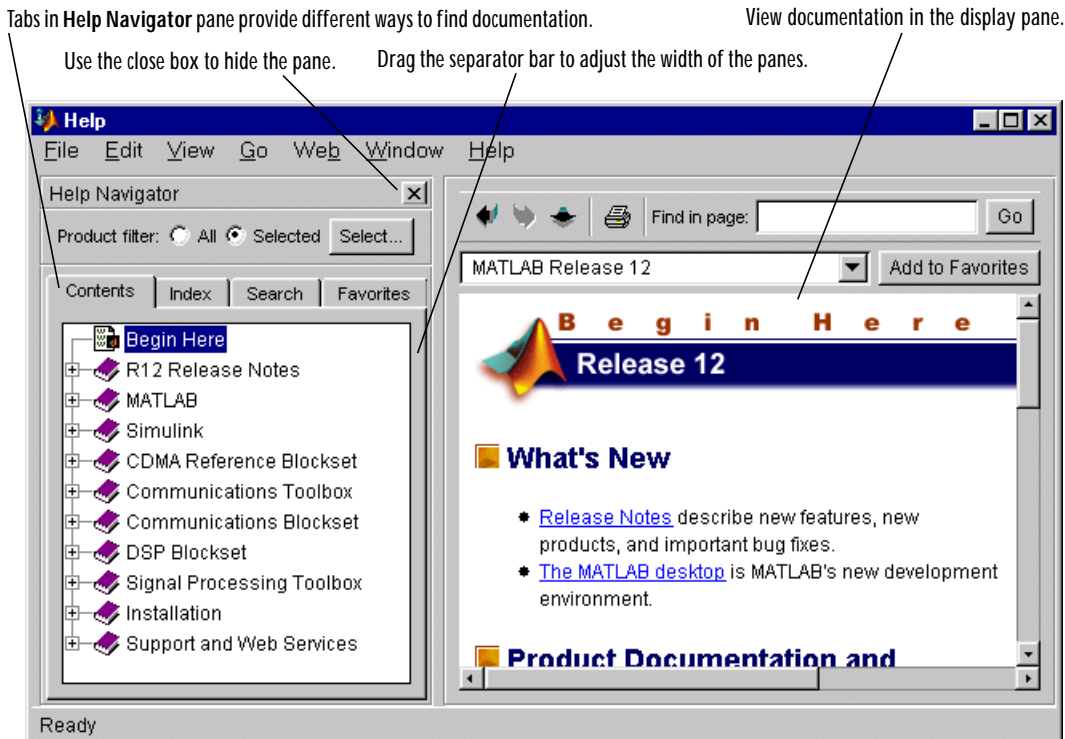 Tabs in Help Navigator pane provide different ways to find documentation.
View documentation in the display pane.
Use the close box to hide the pane.
Drag the separator bar to adjust the width of the panes.
Help
File Edit View Go Web Window Help
Help Navigator
Product filter: All Selected Select...
Contents Index Search Favorites
Begin Here
R12 Release Notes
MATLAB
Simulink
CDMA Reference Blockset
Communications Toolbox
Communications Blockset
DSP Blockset
Signal Processing Toolbox
Installation
Support and Web Services
Find in page: Go
MATLAB Release 12 Add to Favorites
Begin Here
Release 12
What's New
Release Notes describe new features, new
products, and important bug fixes.
The MATLAB desktop is MATLAB's new development
environment.
Product Documentation and
Ready